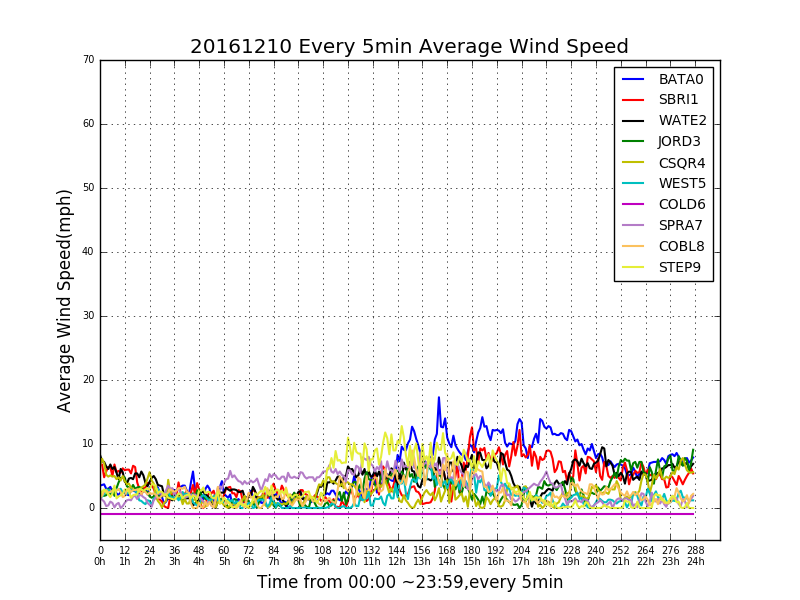 20161210 Every 5min Average Wind Speed
70
60
50
40
30
20
10
0
Average Wind Speed(mph)
BATA0
SBRI1
WATE2
JORD3
CSQR4
WEST5
COLD6
SPRA7
COBL8
STEP9
0 12 24 36 48 60 72 84 96 108 120 132 144 156 168 180 192 204 216 228 240 252 264 276 288
0h 1h 2h 3h 4h 5h 6h 7h 8h 9h 10h 11h 12h 13h 14h 15h 16h 17h 18h 19h 20h 21h 22h 23h 24h
Time from 00:00 ~23:59,every 5min